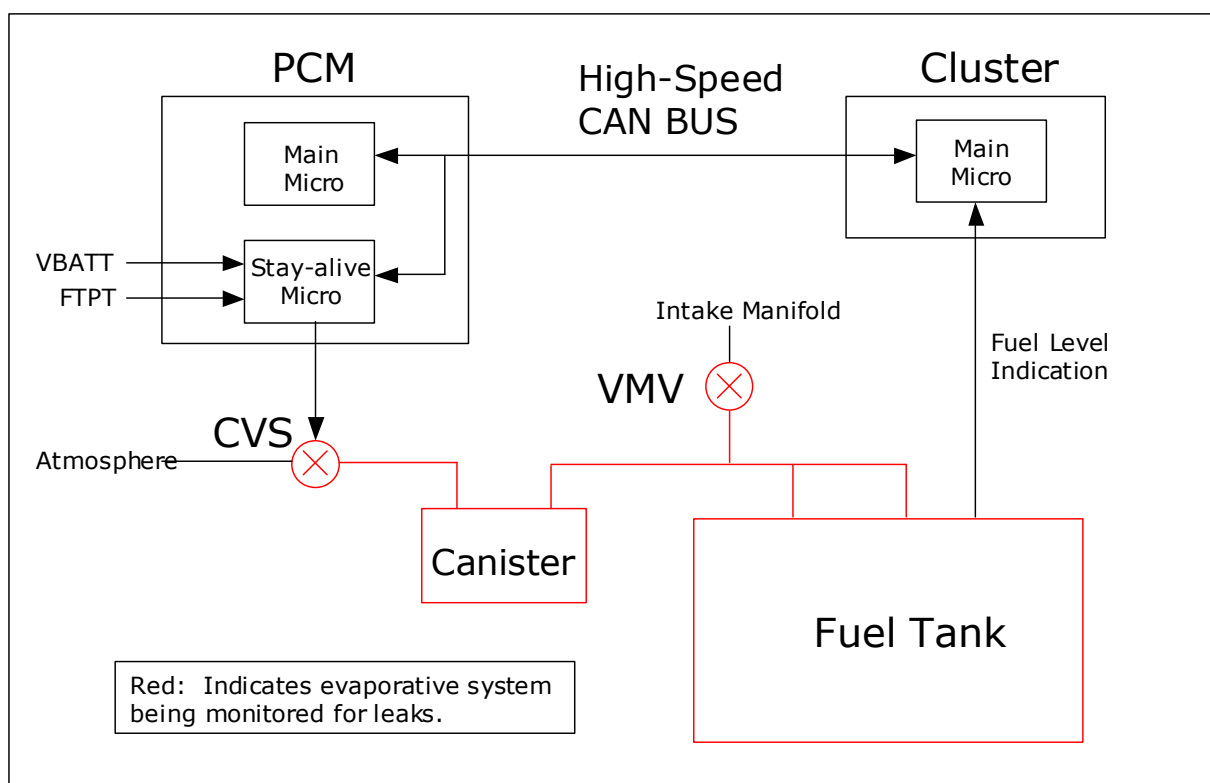 PCM
High-Speed
CAN BUS
Cluster
Main
Micro
Main
Micro
VBATT
FTPT
Stay-alive
Micro
Intake Manifold
Fuel Level
Indication
VMV
CVS
Atmosphere
Canister
Fuel Tank
Red:  Indicates evaporative system
being monitored for leaks.